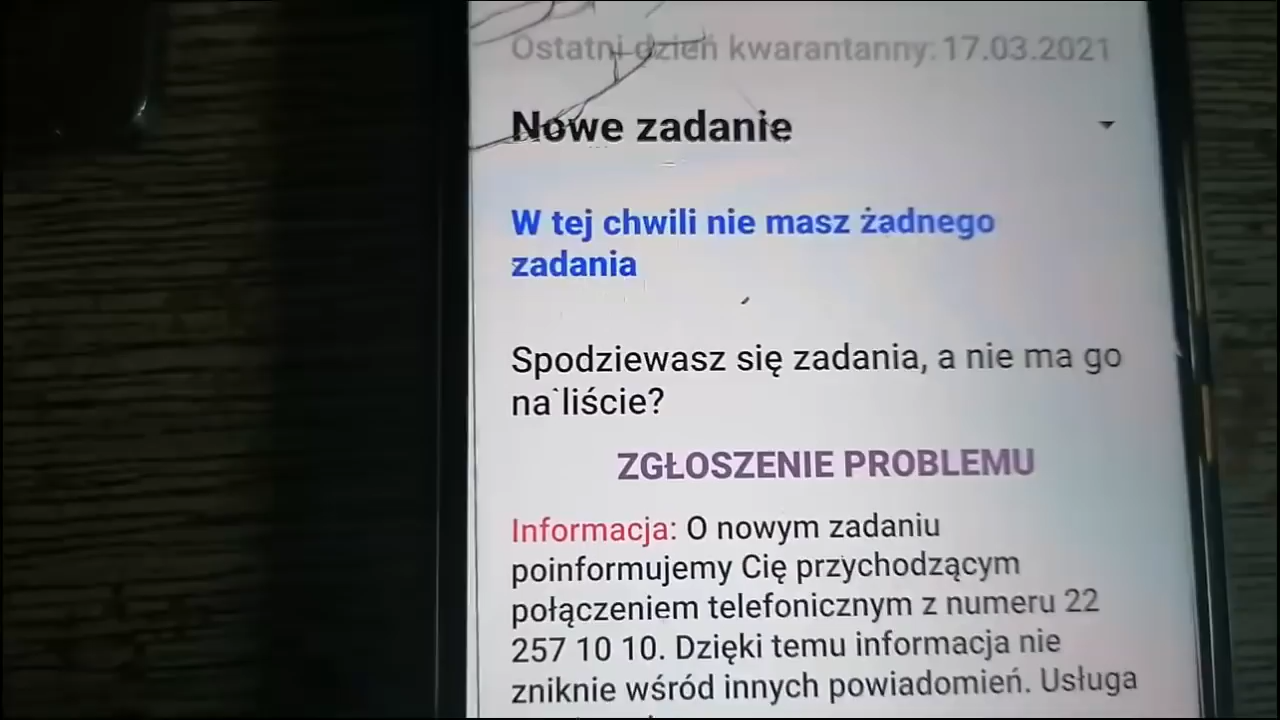 Ostatni dzień kwarantanny: 17.03.2021
Nowe zadanie
W tej chwili nie masz żadnego
zadania
Spodziewasz się zadania, a nie ma go
na liście?
ZGŁOSZENIE PROBLEMU
Informacja: O nowym zadaniu
poinformujemy Cię przychodzącym
połączeniem telefonicznym z numeru 22
257 10 10. Dzięki temu informacja nie
zniknie wśród innych powiadomień. Usługa